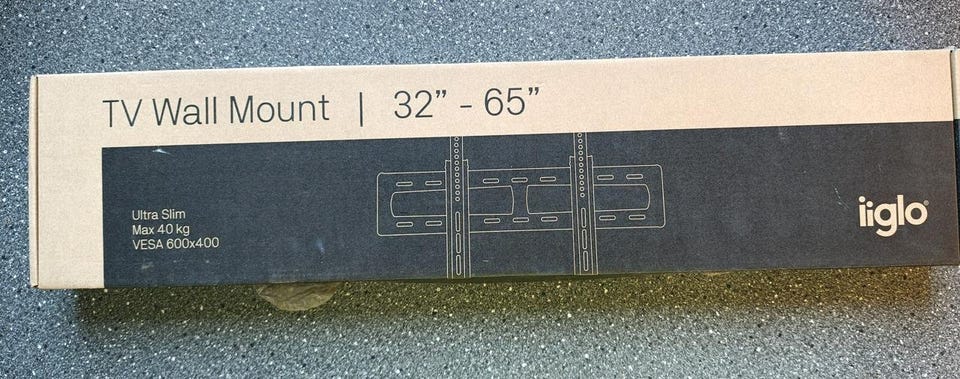 TV Wall Mount | 32” - 65”
Ultra Slim
Max 40 kg
VESA 600x400
iiglo